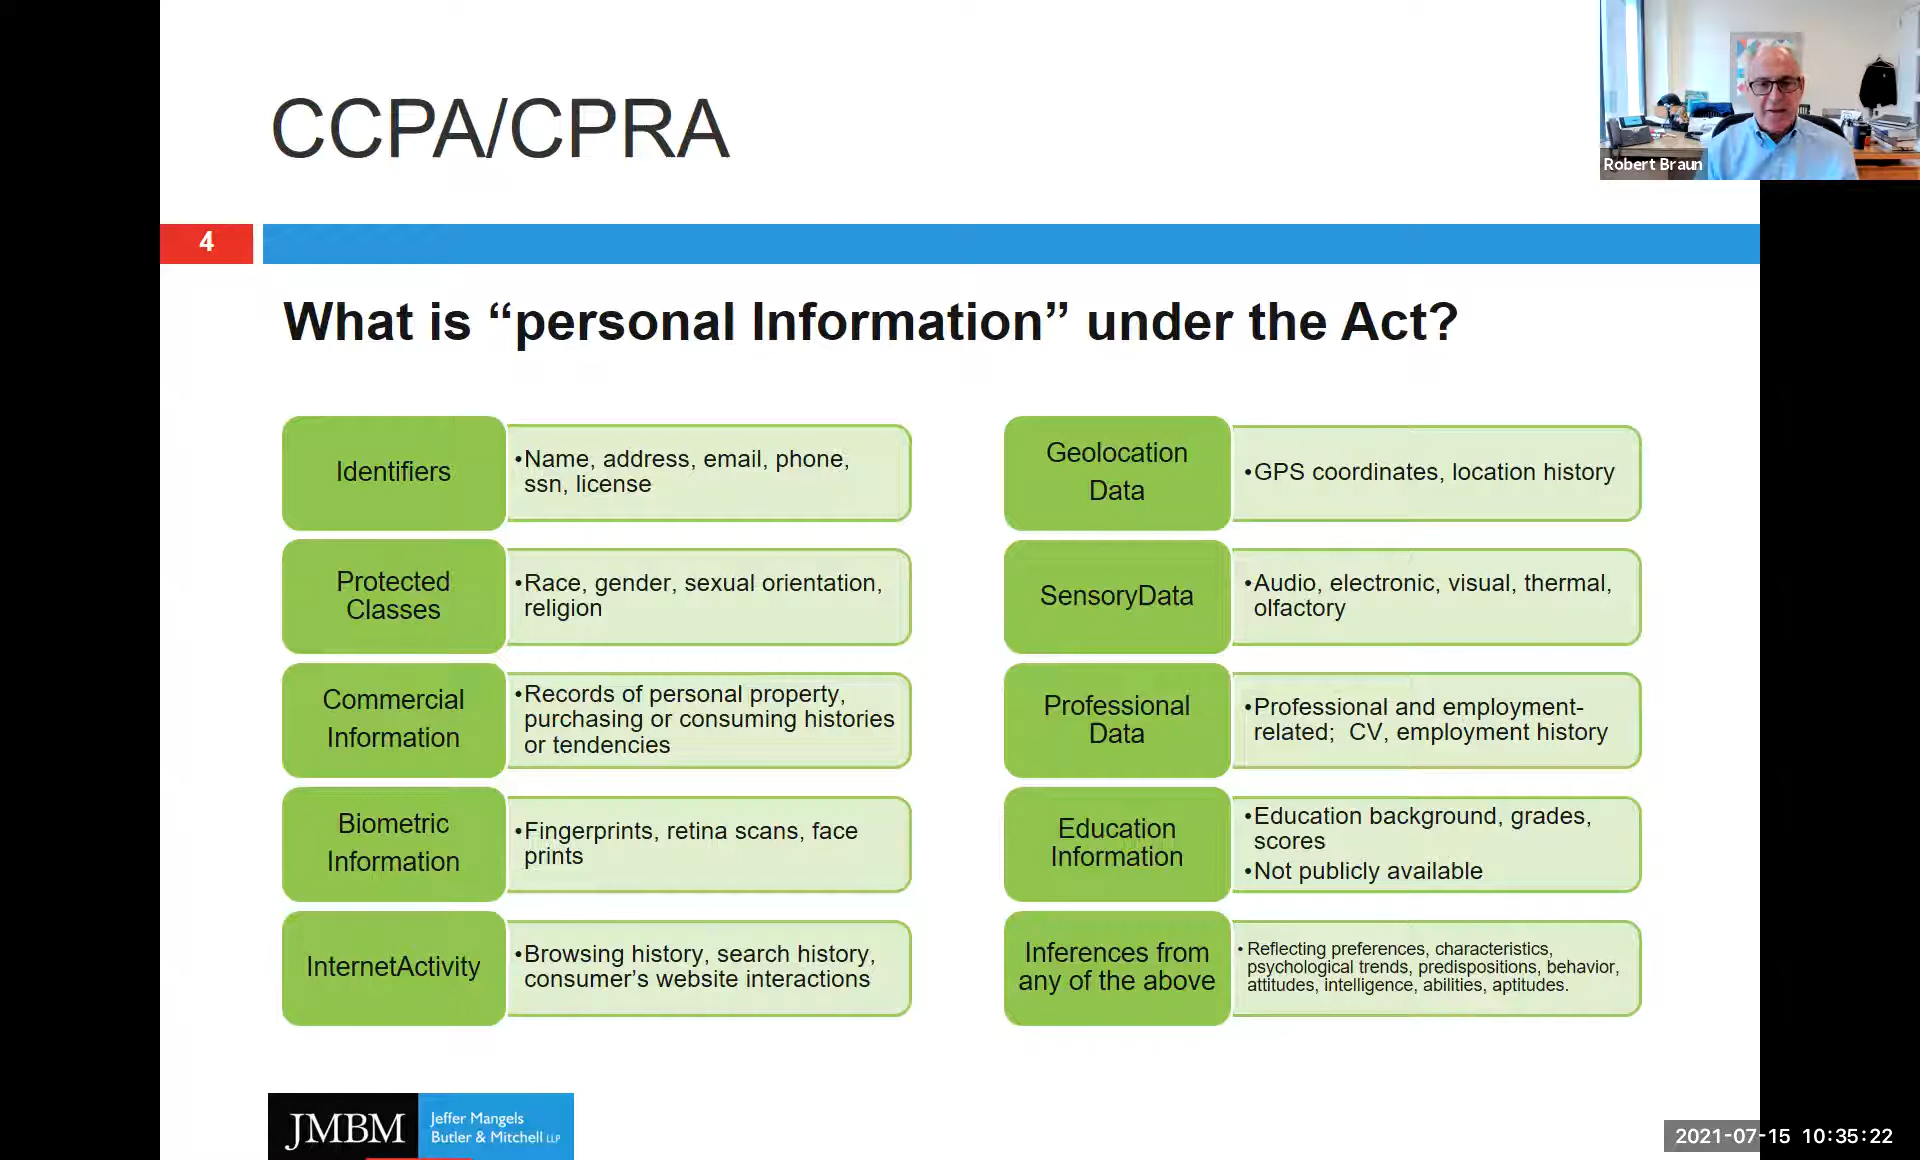 CCPA/CPRA
Robert Braun
4
What is “personal Information” under the Act?
Identifiers
•Name, address, email, phone,
ssn, license
Protected
Classes
•Race, gender, sexual orientation,
religion
Commercial
Information
•Records of personal property,
purchasing or consuming histories
or tendencies
Biometric
Information
•Fingerprints, retina scans, face
prints
InternetActivity
•Browsing history, search history,
consumer’s website interactions
Geolocation
Data
•GPS coordinates, location history
SensoryData
•Audio, electronic, visual, thermal,
olfactory
Professional
Data
•Professional and employment-
related;  CV, employment history
Education
Information
•Education background, grades,
scores
•Not publicly available
Inferences from
any of the above
• Reflecting preferences, characteristics,
psychological trends, predispositions, behavior,
attitudes, intelligence, abilities, aptitudes.
JMBM
Jeffer Mangels
Butler & Mitchell LLP
2021-07-15 10:35:22